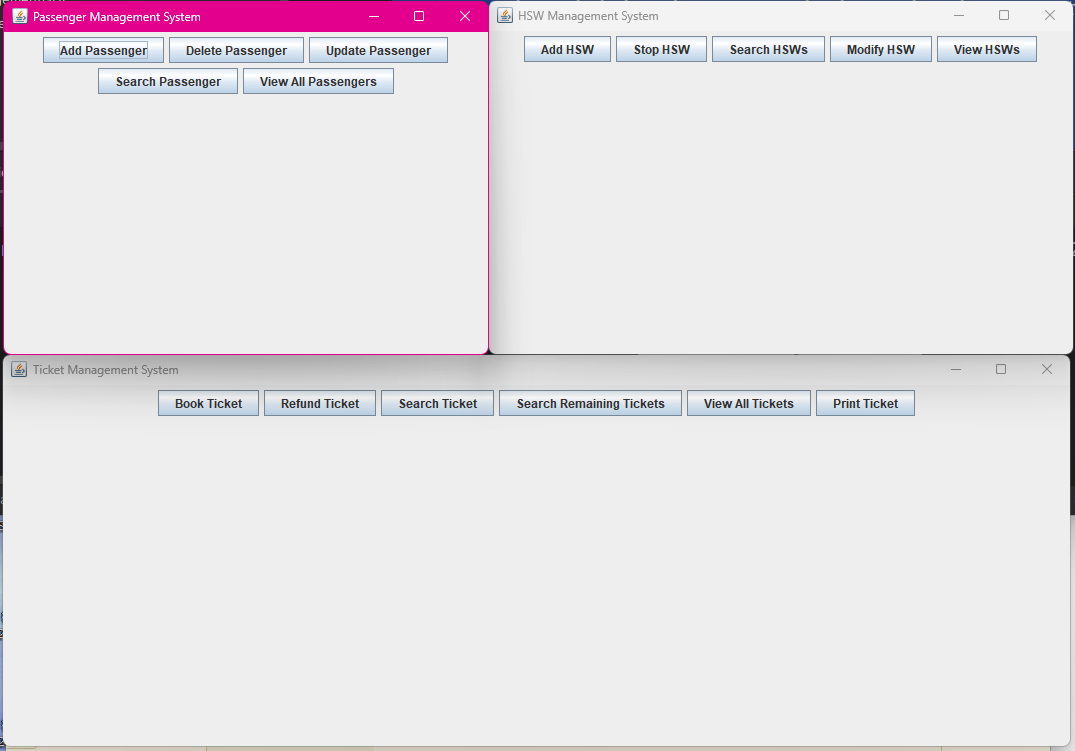 Passenger Management System
Add Passenger Delete Passenger Update Passenger
Search Passenger View All Passengers
HSW Management System
Add HSW Stop HSW Search HSWs Modify HSW View HSWs
Ticket Management System
Book Ticket Refund Ticket Search Ticket Search Remaining Tickets View All Tickets Print Ticket